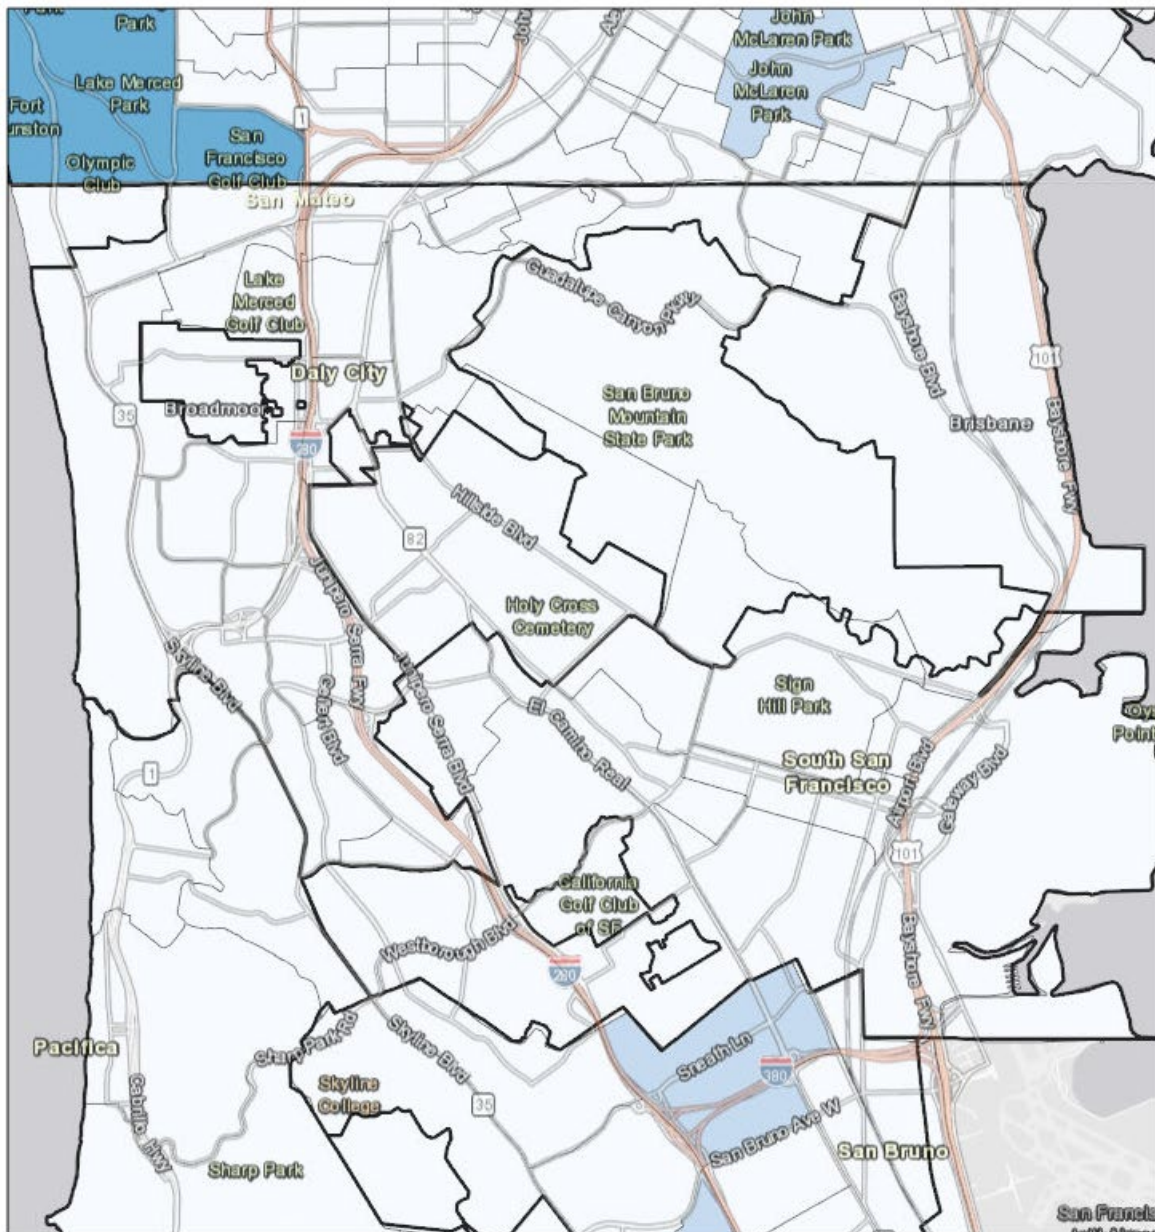 Park
Lake Merced
Park
Fort
Olympic
Club
San
Francisco
Golf Club
San Mateo
1
John
McLaren Park
John
McLaren
Park
Lake
Merced
Golf Club
Guadalupe Canyon Pkwy
Bayshore Blvd
101
Bayshore Fwy
Daly City
Broadmoor
35
280
San Bruno
Mountain
State Park
Brisbane
Hillside Blvd
82
Junipero Serra Fwy
Holy Cross
Cemetery
Skyline Blvd
Callan Blvd
Junipero Serra Blvd
El Camino Real
Sign
Hill Park
South San
Francisco
Airport Blvd
Gateway Blvd
Point
1
101
California
Golf Club
of SF
Westborough Blvd
280
Bayshore Fwy
Pacifica
Sharp Park Rd
Skyline Blvd
Sneath Ln
380
Skyline
College
35
Cabrillo Hwy
San Bruno Ave W
San Bruno
Sharp Park